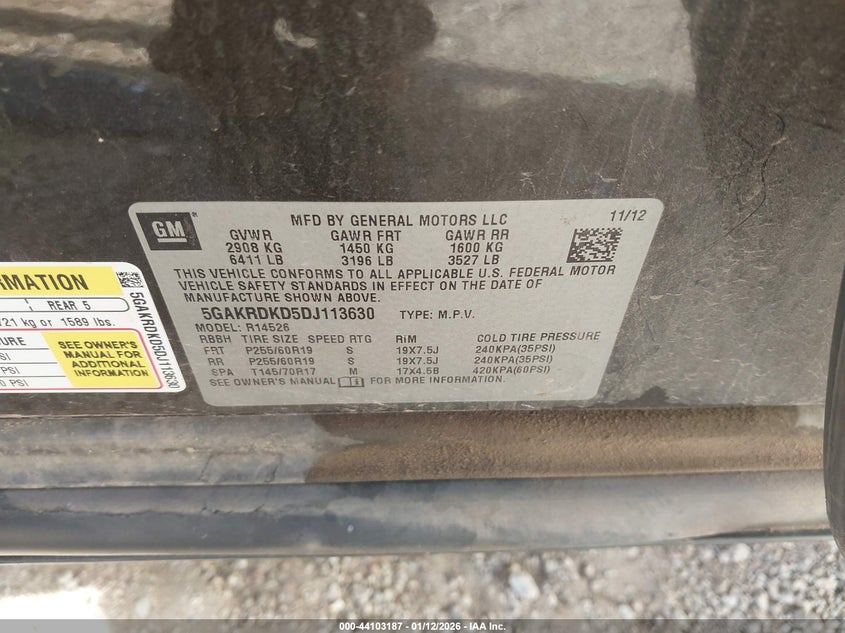 GM
MFD BY GENERAL MOTORS LLC 11/12
GVWR GAWR FRT GAWR RR
2908 KG 1450 KG 1600 KG
6411 LB 3196 LB 3527 LB
THIS VEHICLE CONFORMS TO ALL APPLICABLE U.S. FEDERAL MOTOR
VEHICLE SAFETY STANDARDS IN EFFECT ON THE DATE OF
MANUFACTURE SHOWN ABOVE.
5GAKRDKD5DJ113630 TYPE: M.P.V.
MODEL: R14526
RBBH TIRE SIZE SPEED RTG RiM COLD TIRE PRESSURE
FRT P255/60R19 S 19X7.5J 240KPA(35PSI)
RR P255/60R19 S 19X7.5J 240KPA(35PSI)
SPA T145/70R17 M 17X4.5B 420KPA(60PSI)
SEE OWNER'S MANUAL FOR MORE INFORMATION.
REAR 5
kg or 1589 lbs.
SEE OWNER'S
MANUAL FOR
ADDITIONAL
INFORMATION
PSI
5GAKRDKD5DJ113630
000-44103187 - 01/12/2026 - IAA Inc.